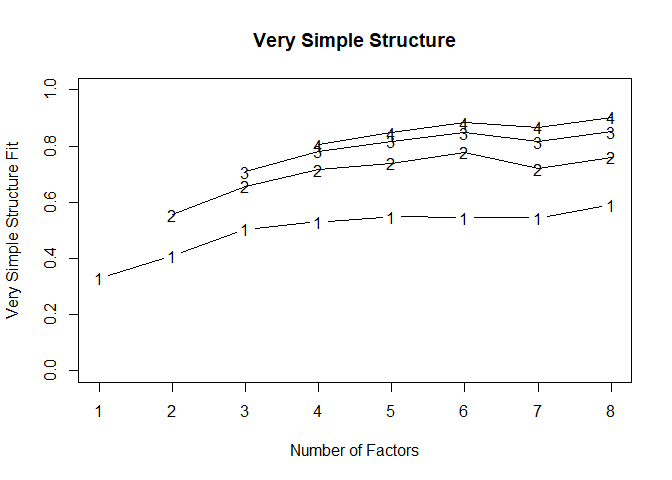 Very Simple Structure
Very Simple Structure Fit
1.0
0.8
0.6
0.4
0.2
0.0
4 4 4 4 4
3 3 3 3 3 3
2 2 2 2 2 2 2
1 1 1 1 1 1 1 1
1 2 3 4 5 6 7 8
Number of Factors